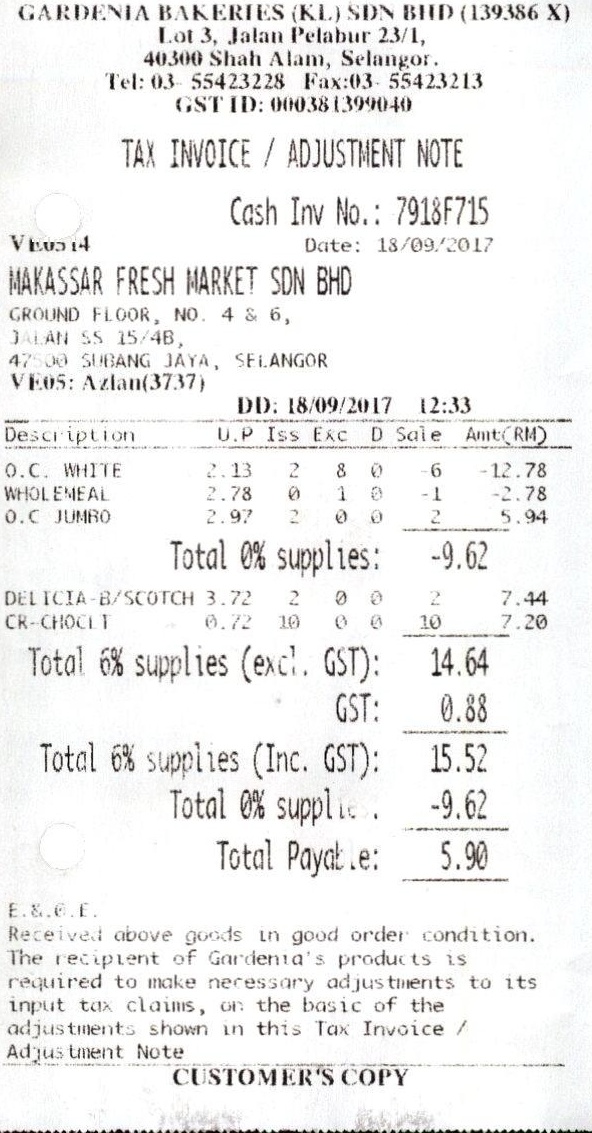 GARDENIA BAKERIES (KL) SDN BHD (139386 X)
Lot 3, Jalan Pelabur 23/1,
40300 Shah Alam, Selangor.
Tel: 03- 55423228 Fax:03- 55423213
GST ID: 000381399040
TAX INVOICE / ADJUSTMENT NOTE
Cash Inv No.: 7918F715
VE0514 Date: 18/09/2017
MAKASSAR FRESH MARKET SDN BHD
GROUND FLOOR, NO. 4 & 6,
JALAN SS 15/4B,
47500 SUBANG JAYA, SELANGOR
VE05: Azlan(3737)
DD: 18/09/2017 12:33
Description U.P Iss Exc D Sale Amt(RM)
O.C. WHITE 2.13 2 8 0 -6 -12.78
WHOLEMEAL 2.78 0 1 0 -1 -2.78
O.C JUMBO 2.97 2 0 0 2 5.94
Total 0% supplies: -9.62
DELICIA-B/SCOTCH 3.72 2 0 0 2 7.44
CR-CHOCLT 0.72 10 0 0 10 7.20
Total 6% supplies (excl. GST): 14.64
GST: 0.88
Total 6% supplies (Inc. GST): 15.52
Total 0% supplies: -9.62
Total Payable: 5.90
E.&.O.E.
Received above goods in good order condition.
The recipient of Gardenia's products is
required to make necessary adjustments to its
input tax claims, on the basic of the
adjustments shown in this Tax Invoice /
Adjustment Note
CUSTOMER'S COPY